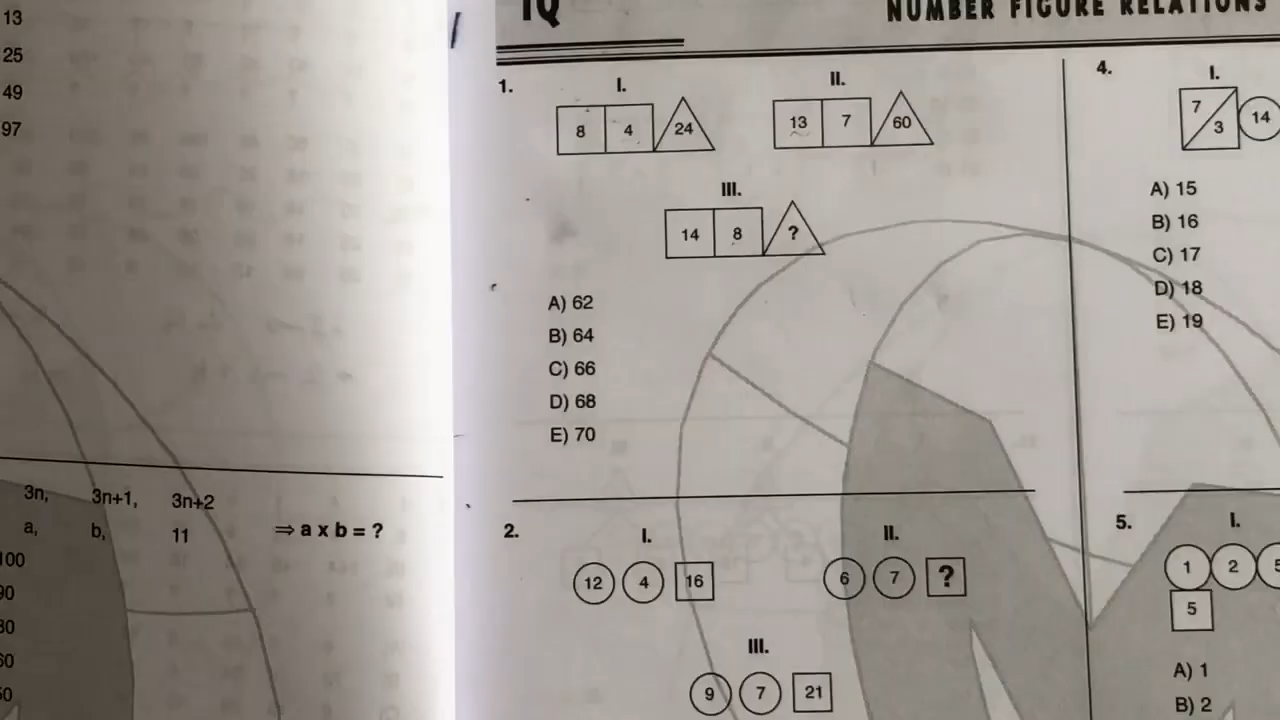 13
25
49
97
3n, 3n+1, 3n+2
a, b, 11 ⇒ a x b = ?
100
90
80
60
50
IQ
NUMBER FIGURE RELATIONS
1.
I.
8 4 24
II.
13 7 60
III.
14 8 ?
A) 62
B) 64
C) 66
D) 68
E) 70
2.
I.
12 4 16
II.
6 7 ?
III.
9 7 21
4.
I.
7 3 14
A) 15
B) 16
C) 17
D) 18
E) 19
5.
I.
1 2 5
5
A) 1
B) 2